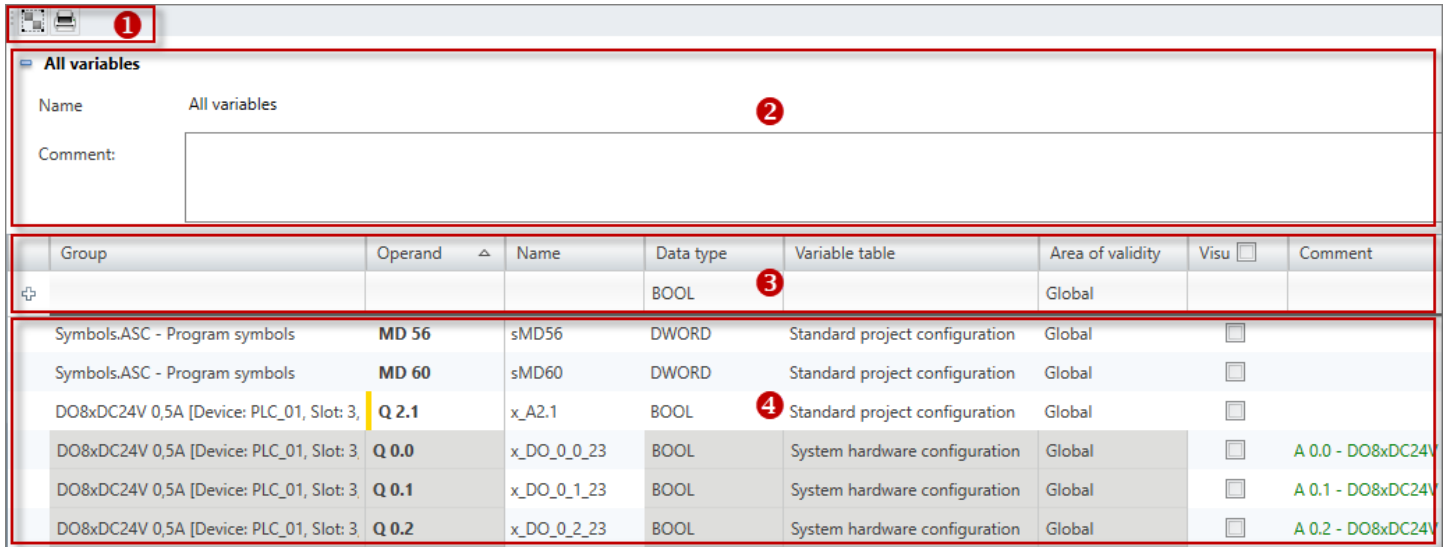 ❶
All variables
Name All variables
❷
Comment:
Group Operand Name Data type Variable table Area of validity Visu Comment
❸
BOOL Global
Symbols.ASC - Program symbols MD 56 sMD56 DWORD Standard project configuration Global
Symbols.ASC - Program symbols MD 60 sMD60 DWORD Standard project configuration Global
DO8xDC24V 0,5A [Device: PLC_01, Slot: 3, Q 2.1 x_A2.1 BOOL ❹ Standard project configuration Global
DO8xDC24V 0,5A [Device: PLC_01, Slot: 3, Q 0.0 x_DO_0_0_23 BOOL System hardware configuration Global A 0.0 - DO8xDC24V
DO8xDC24V 0,5A [Device: PLC_01, Slot: 3, Q 0.1 x_DO_0_1_23 BOOL System hardware configuration Global A 0.1 - DO8xDC24V
DO8xDC24V 0,5A [Device: PLC_01, Slot: 3, Q 0.2 x_DO_0_2_23 BOOL System hardware configuration Global A 0.2 - DO8xDC24V